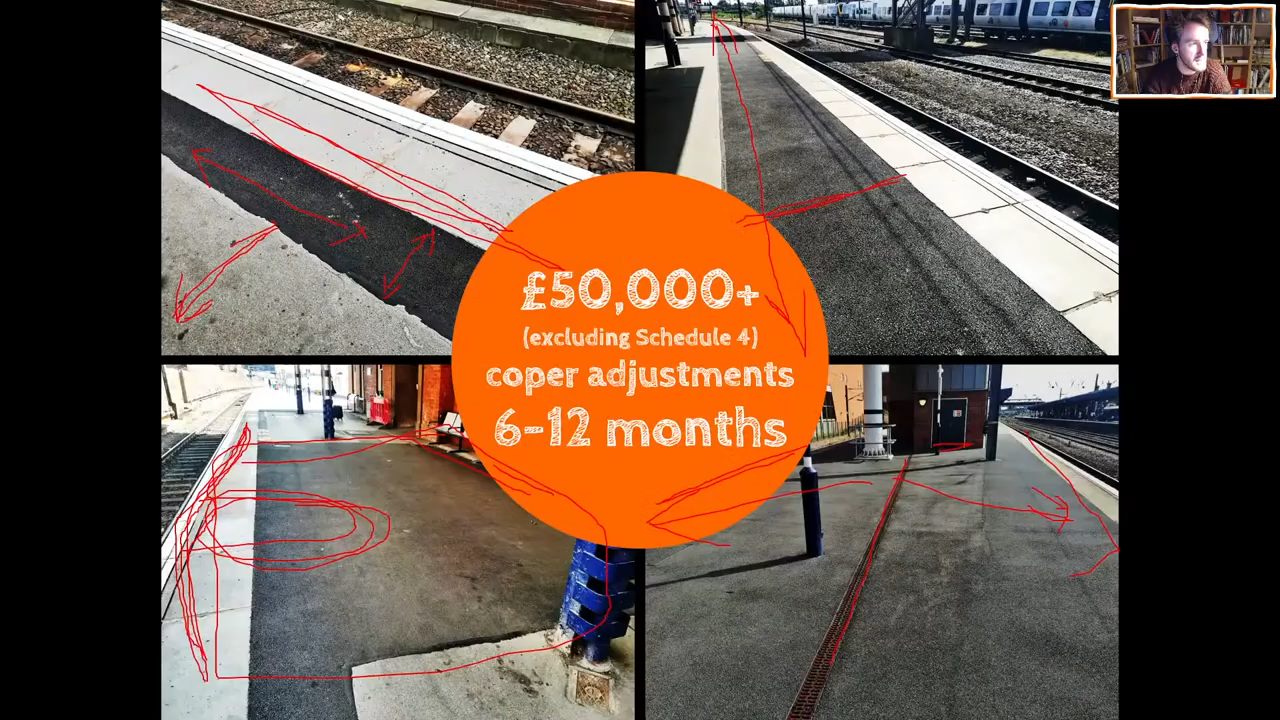 £50,000+
(excluding Schedule 4)
coper adjustments
6-12 months